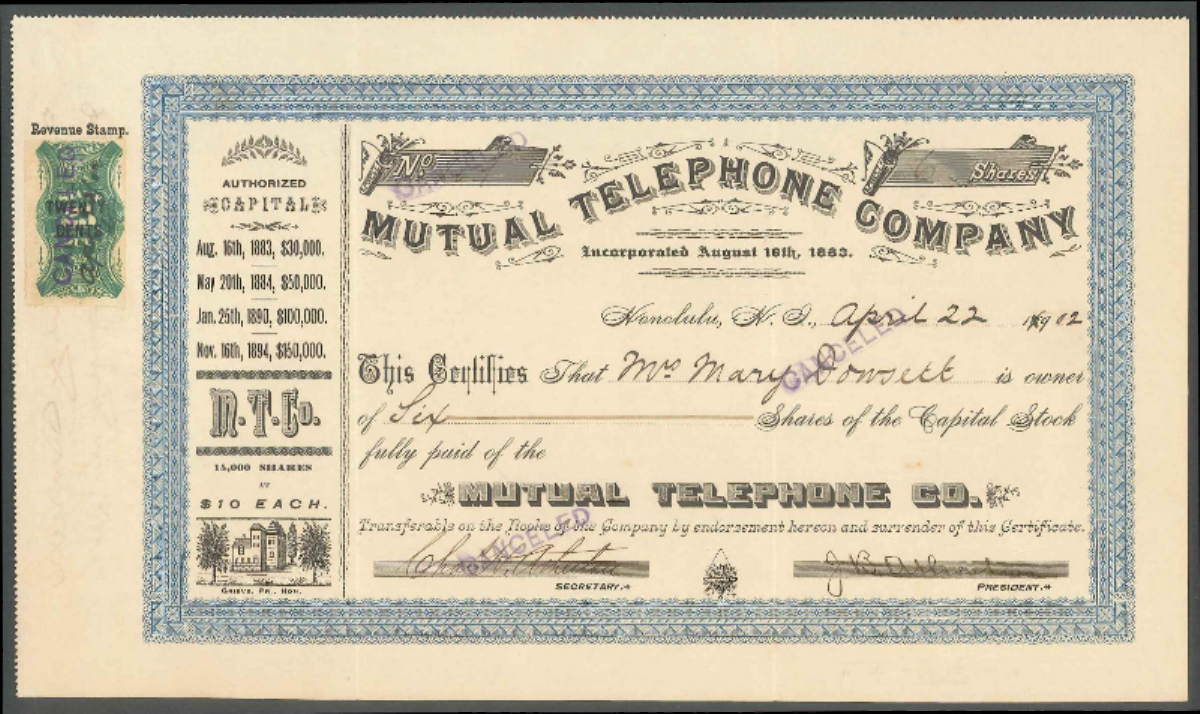 Revenue Stamp.
TWENTY
CENTS
CANCELED
AUTHORIZED
CAPITAL
Aug. 16th, 1883, $30,000.
May 20th, 1884, $50,000.
Jan. 25th, 1890, $100,000.
Nov. 16th, 1894, $150,000.
M.T.Co.
15,000 SHARES
AT
$10 EACH.
GRIEVE, PR., HON.
No.
Shares
CANCELED
MUTUAL TELEPHONE COMPANY
Incorporated August 16th, 1883.
Honolulu, H. I., April 22 1902
CANCELED
This Certifies That Mrs Mary Dowsett is owner
of Six Shares of the Capital Stock
fully paid of the
MUTUAL TELEPHONE CO.
Transferable on the Books of the Company by endorsement hereon and surrender of this Certificate.
CANCELED
SECRETARY.
PRESIDENT.